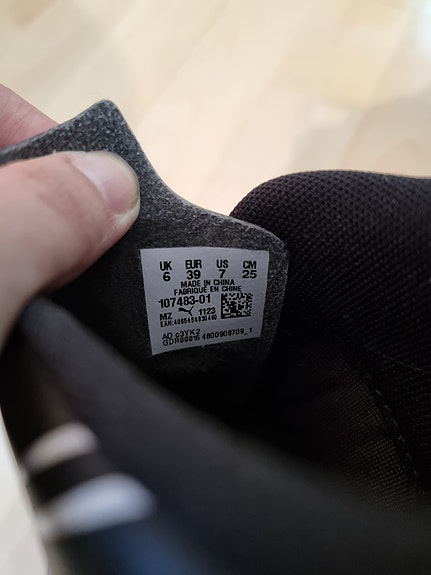 UK EUR US CM
6 39 7 25
MADE IN CHINA
FABRIQUÉ EN CHINE
107483-01
MZ 1123
AD c3YK2